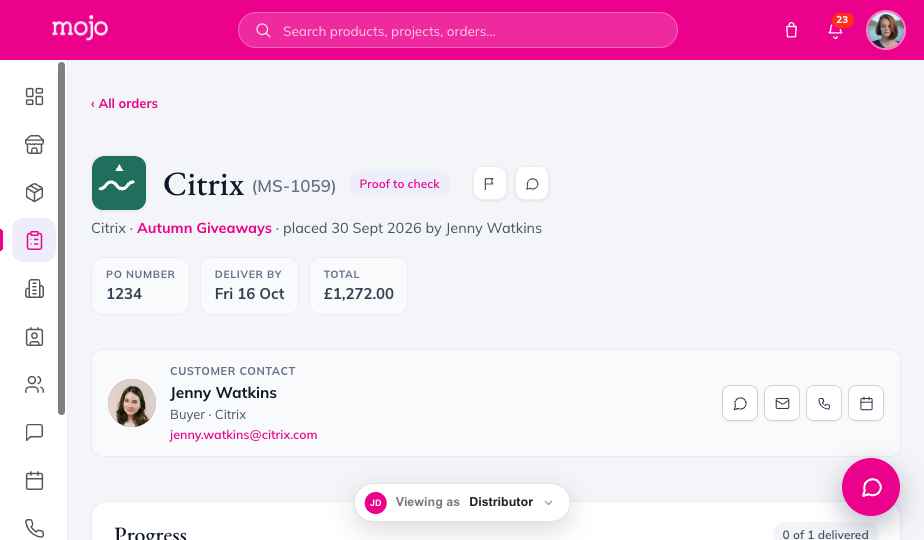 mojo
Search products, projects, orders...
23
‹ All orders
Citrix (MS-1059) Proof to check
Citrix · Autumn Giveaways · placed 30 Sept 2026 by Jenny Watkins
PO NUMBER
1234
DELIVER BY
Fri 16 Oct
TOTAL
£1,272.00
CUSTOMER CONTACT
Jenny Watkins
Buyer · Citrix
jenny.watkins@citrix.com
JD Viewing as Distributor
Progress
0 of 1 delivered